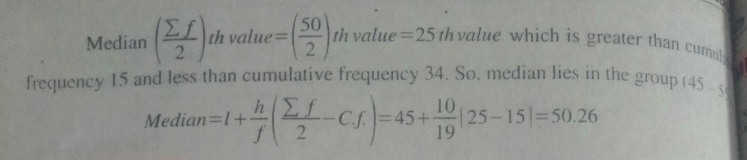 Median (Σf/2) th value=(50/2) th value=25 th value which is greater than
frequency 15 and less than cumulative frequency 34. So, median lies in the group (45 -
Median=l+h/f(Σf/2-C.f.)=45+10/19|25-15|=50.26